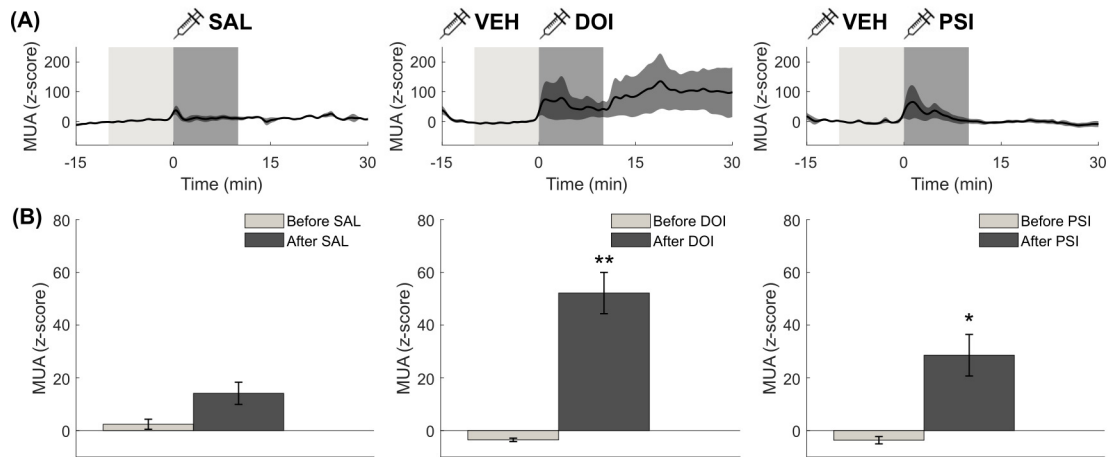 (A)
SAL
VEH DOI
VEH PSI
MUA (z-score)
200
100
0
-15 0 15 30
Time (min)
MUA (z-score)
200
100
0
-15 0 15 30
Time (min)
MUA (z-score)
200
100
0
-15 0 15 30
Time (min)
(B)
MUA (z-score)
80
60
40
20
0
Before SAL
After SAL
MUA (z-score)
80
60
40
20
0
Before DOI
After DOI
**
MUA (z-score)
80
60
40
20
0
Before PSI
After PSI
*